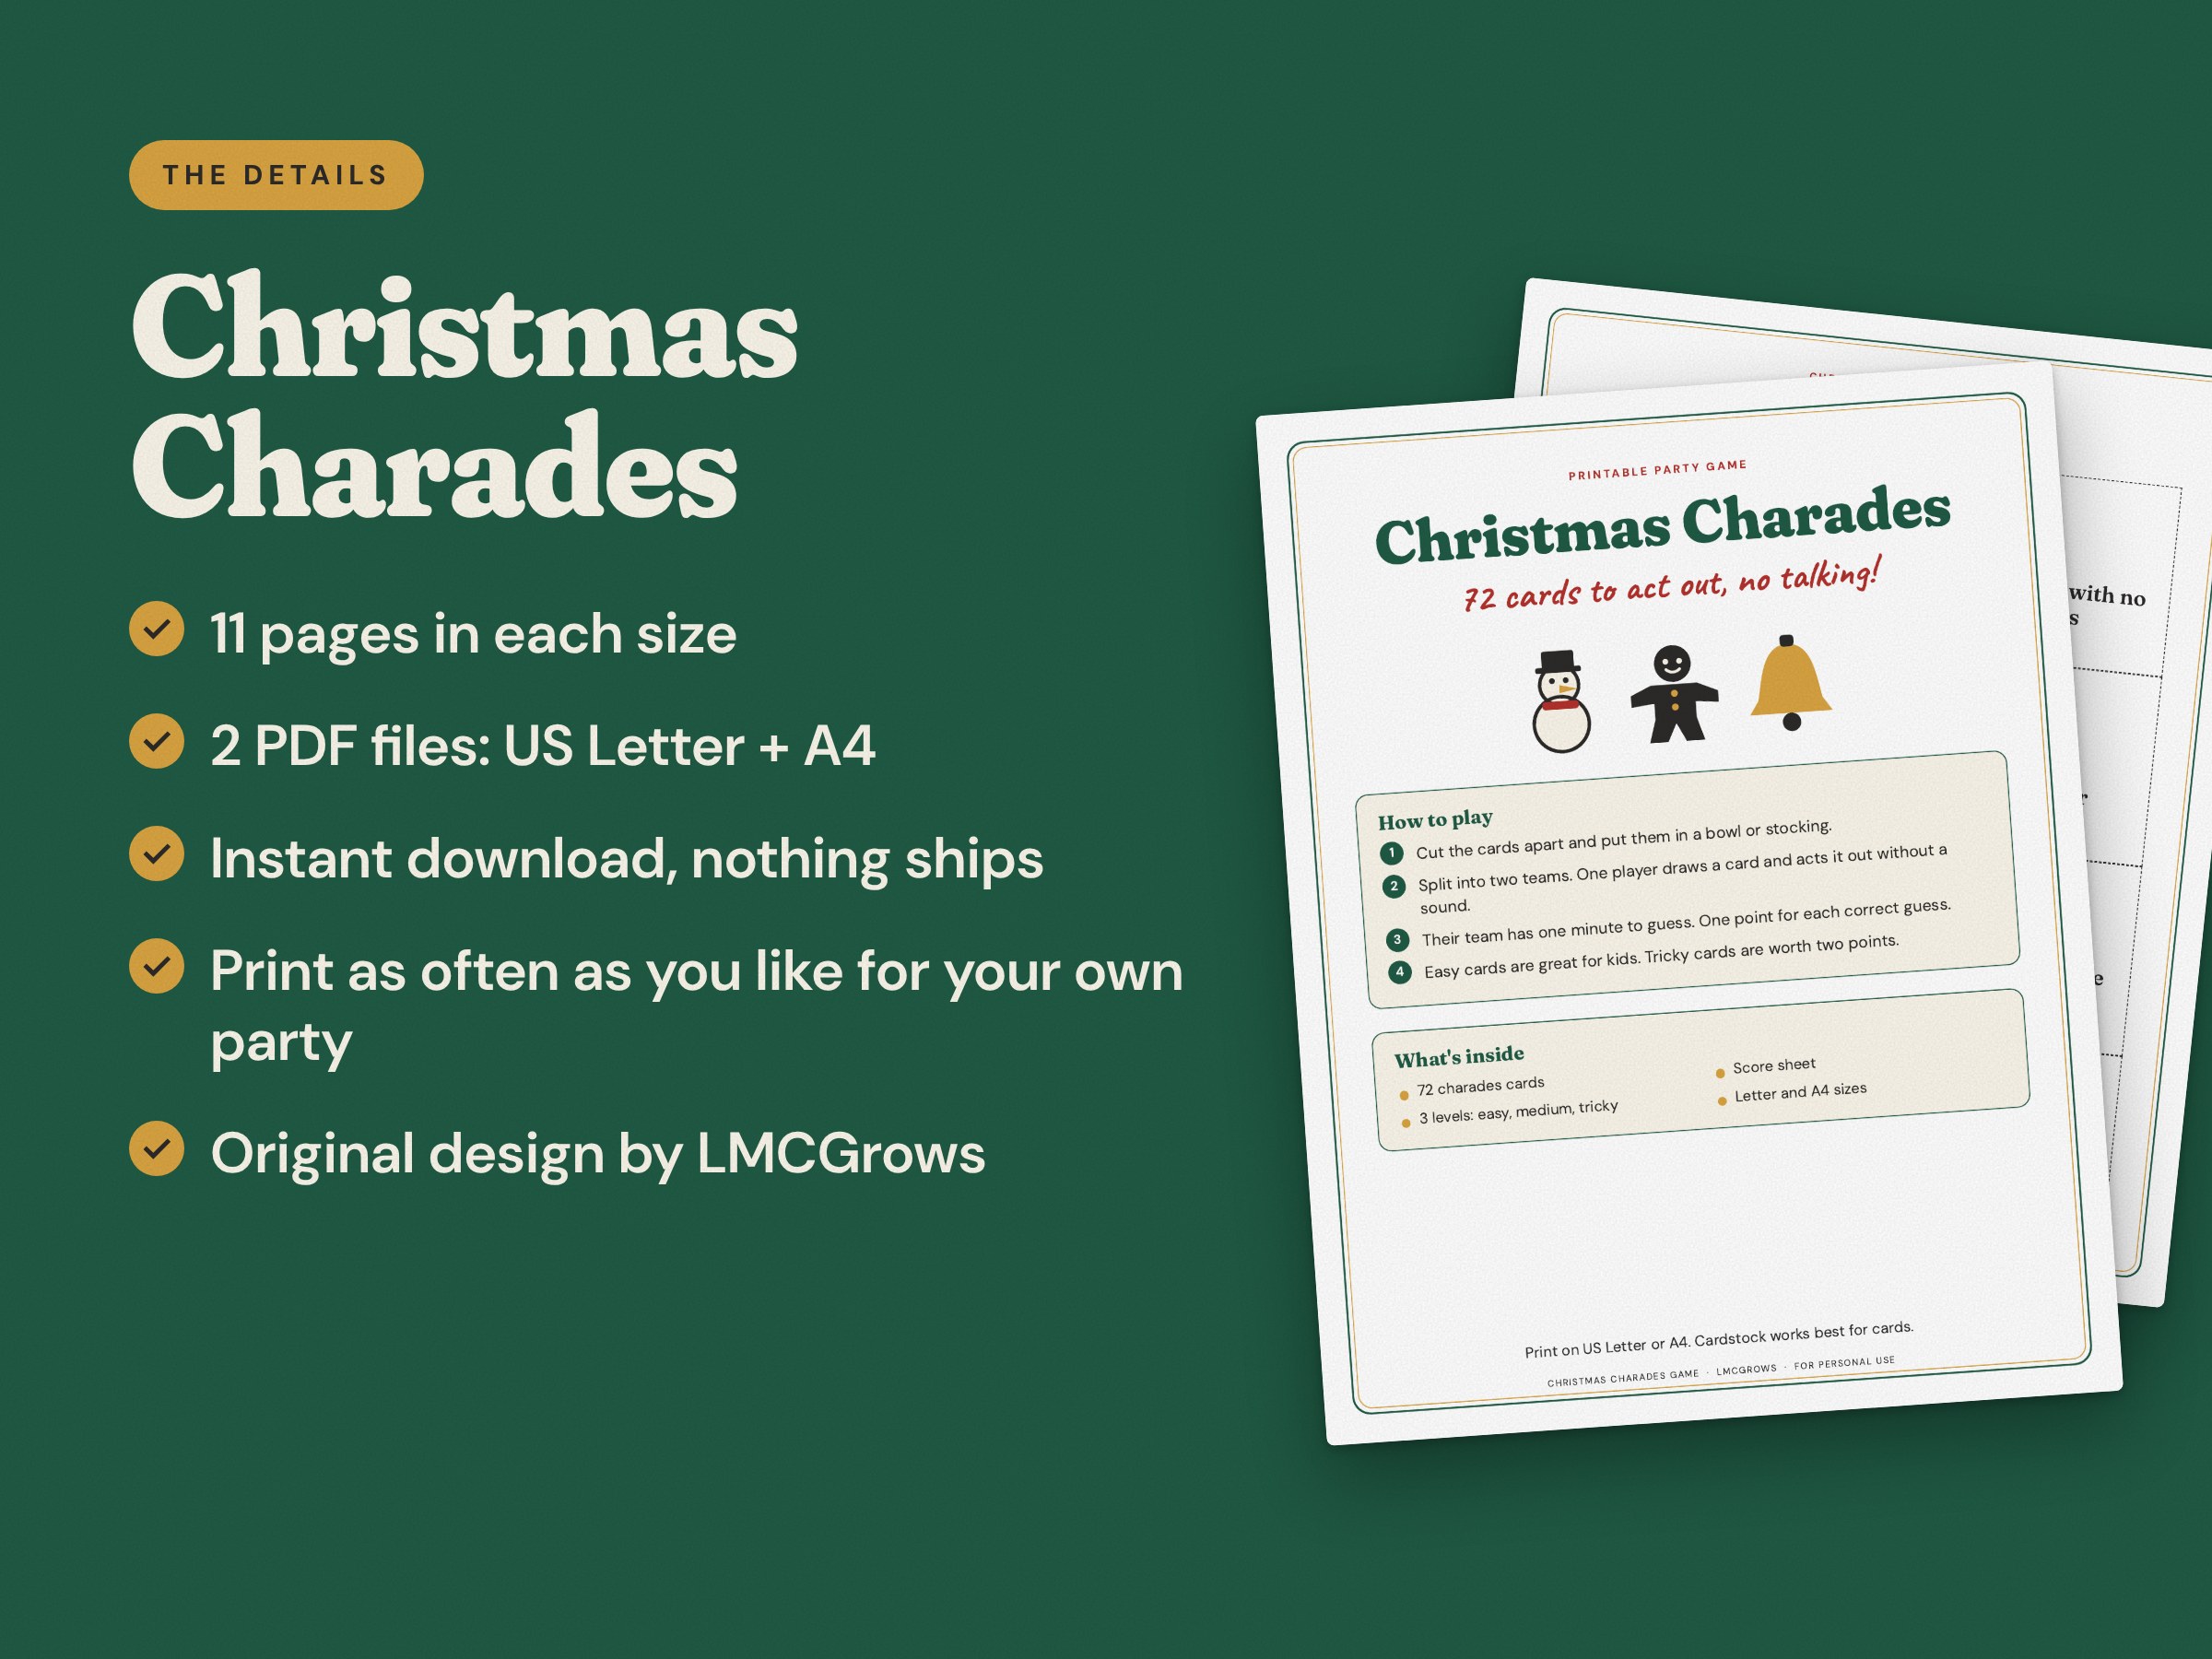 THE DETAILS
Christmas
Charades
11 pages in each size
2 PDF files: US Letter + A4
Instant download, nothing ships
Print as often as you like for your own
party
Original design by LMCGrows
PRINTABLE PARTY GAME
Christmas Charades
72 cards to act out, no talking!
How to play
1 Cut the cards apart and put them in a bowl or stocking.
2 Split into two teams. One player draws a card and acts it out without a
sound.
3 Their team has one minute to guess. One point for each correct guess.
4 Easy cards are great for kids. Tricky cards are worth two points.
What's inside
72 charades cards
3 levels: easy, medium, tricky
Score sheet
Letter and A4 sizes
Print on US Letter or A4. Cardstock works best for cards.
CHRISTMAS CHARADES GAME · LMCGROWS · FOR PERSONAL USE
with no